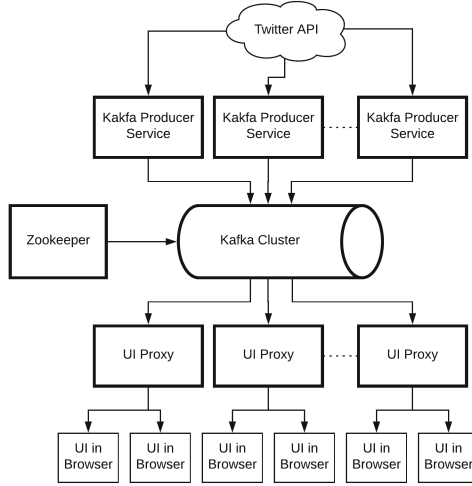 Twitter API
Kakfa Producer
Service
Kakfa Producer
Service
Kakfa Producer
Service
Zookeeper
Kafka Cluster
UI Proxy
UI Proxy
UI Proxy
UI in
Browser
UI in
Browser
UI in
Browser
UI in
Browser
UI in
Browser
UI in
Browser